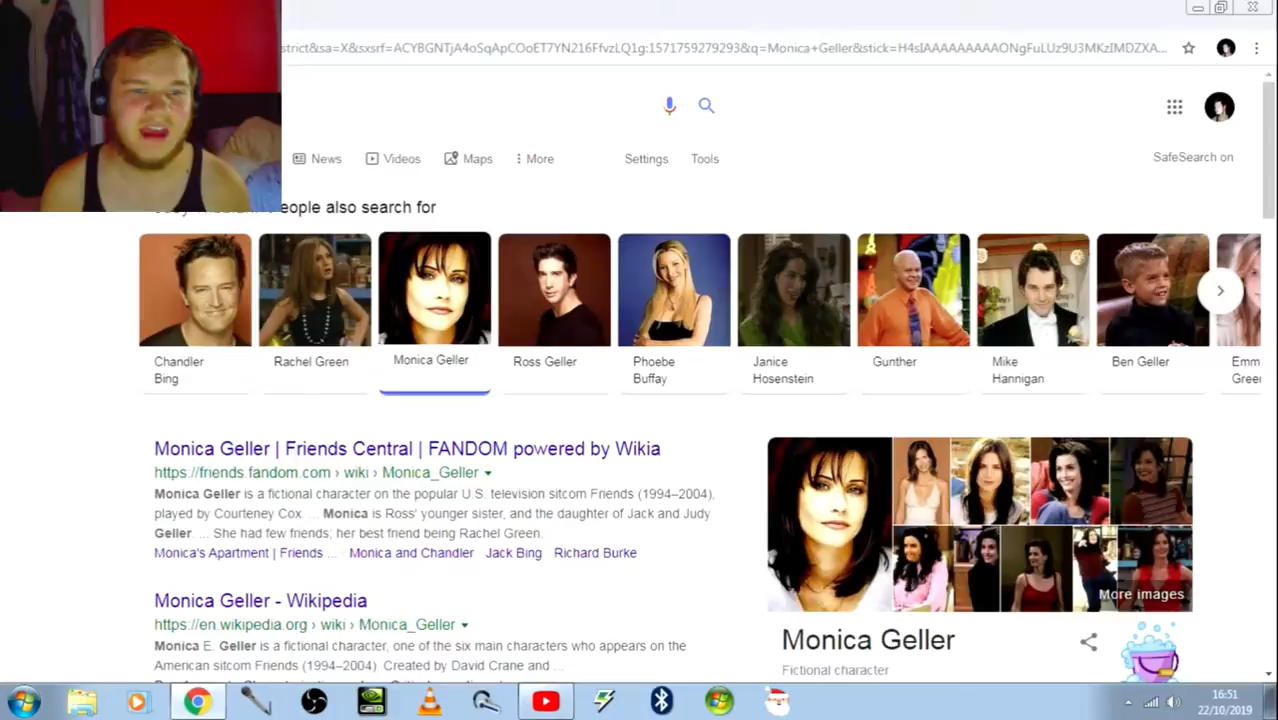 strict&sa=X&sxsrf=ACYBGNTjA4oSqApCOoET7YN216FfvzLQ1g:1571759279293&q=Monica+Geller&stick=H4sIAAAAAAAAAONgFuLUz9U3MKzIMDZXA...
News
Videos
Maps
More
Settings
Tools
SafeSearch on
people also search for
Chandler Bing
Rachel Green
Monica Geller
Ross Geller
Phoebe Buffay
Janice Hosenstein
Gunther
Mike Hannigan
Ben Geller
Monica Geller | Friends Central | FANDOM powered by Wikia
https://friends.fandom.com › wiki › Monica_Geller
Monica Geller is a fictional character on the popular U.S. television sitcom Friends (1994–2004),
played by Courteney Cox. ... Monica is Ross' younger sister, and the daughter of Jack and Judy
Geller. ... She had few friends; her best friend being Rachel Green.
Monica's Apartment | Friends ... Monica and Chandler Jack Bing Richard Burke
Monica Geller - Wikipedia
https://en.wikipedia.org › wiki › Monica_Geller
Monica E. Geller is a fictional character, one of the six main characters who appears on the
American sitcom Friends (1994–2004). Created by David Crane and ...
More images
Monica Geller
Fictional character
16:51
22/10/2019